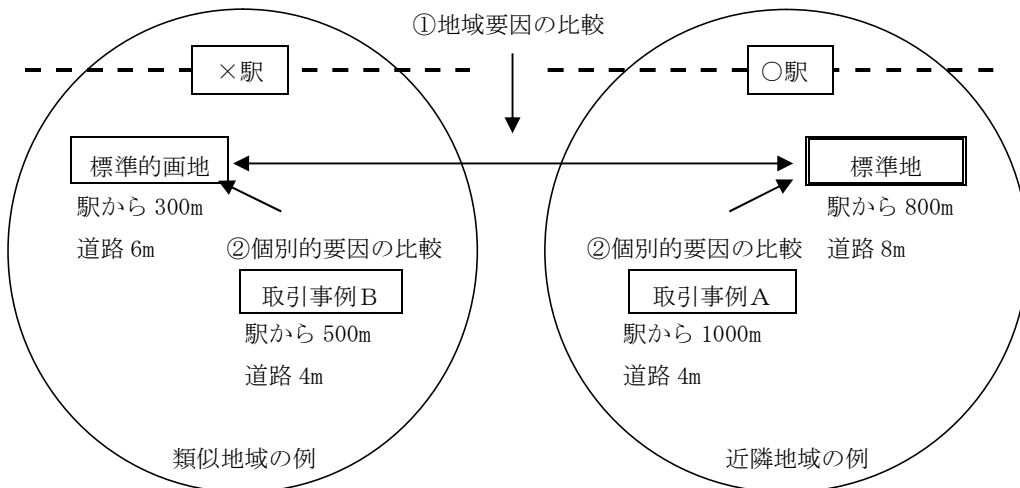 ①地域要因の比較
×駅
○駅
標準的画地
標準地
駅から 300m
道路 6m
駅から 800m
道路 8m
②個別的要因の比較
②個別的要因の比較
取引事例B
取引事例A
駅から 500m
道路 4m
駅から 1000m
道路 4m
類似地域の例
近隣地域の例